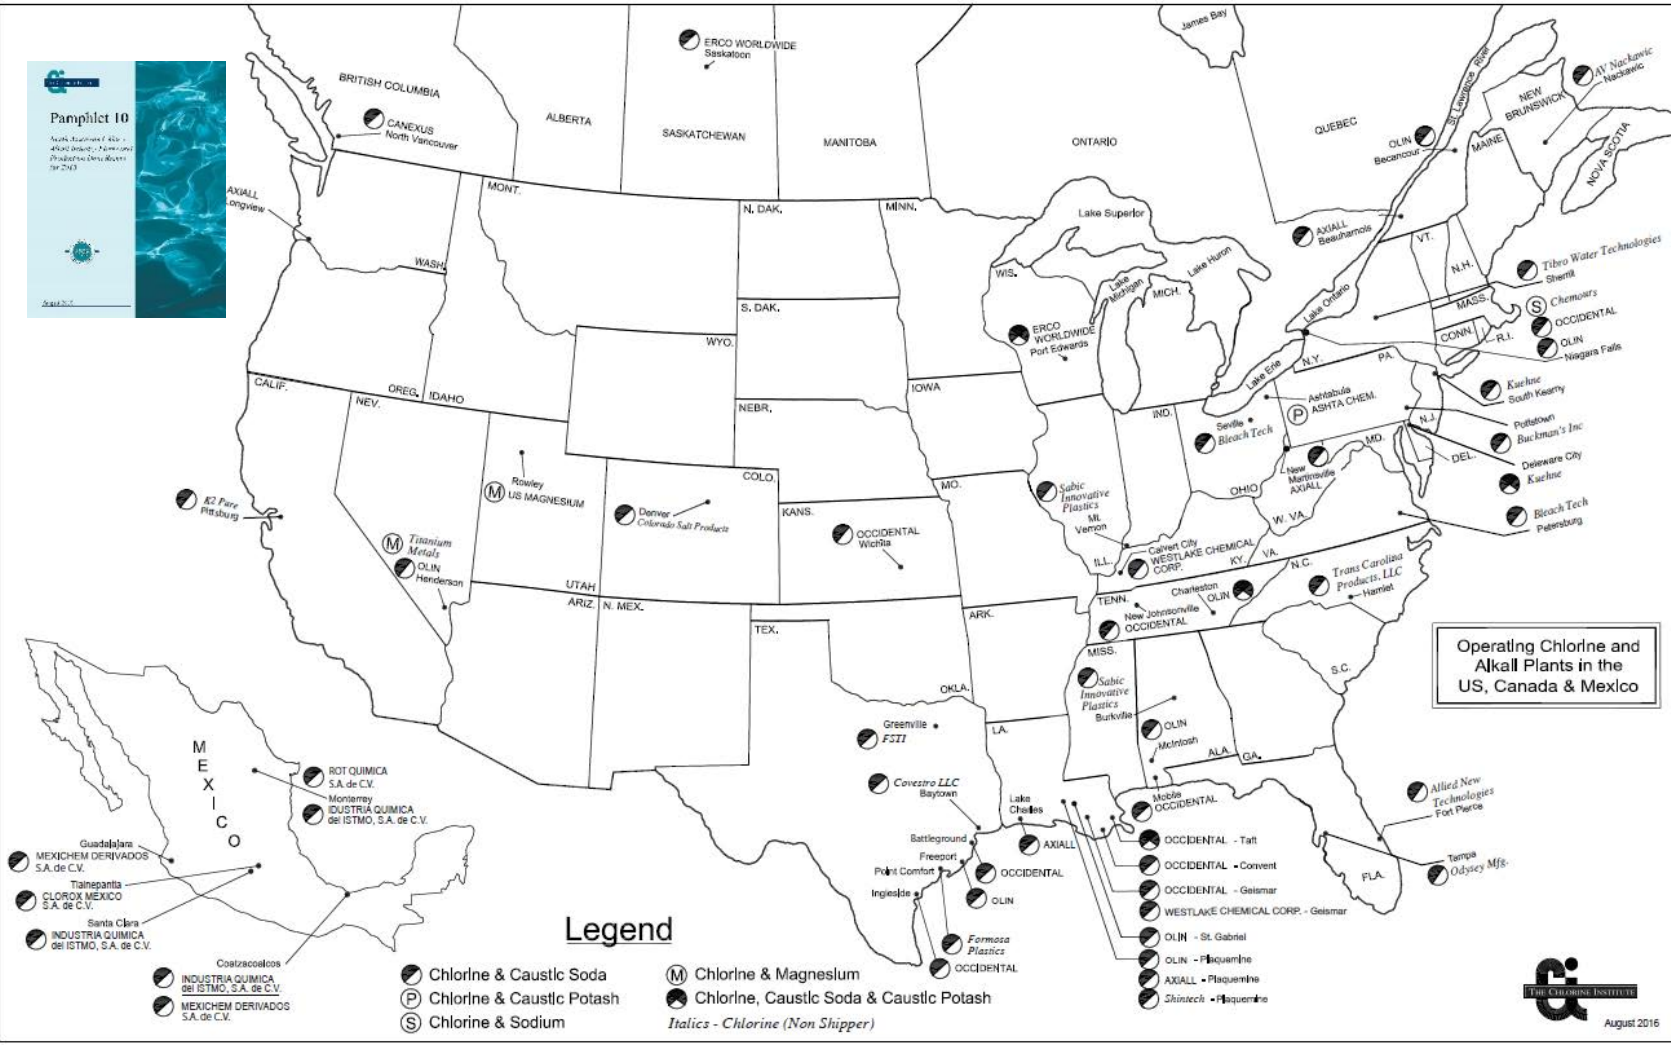 Pamphlet 10
James Bay
ERCO WORLDWIDE
Saskatoon
BRITISH COLUMBIA
CANEXUS
North Vancouver
ALBERTA
SASKATCHEWAN
MANITOBA
ONTARIO
QUEBEC
St. Lawrence River
NEW
BRUNSWICK
AV Nackawic
Nackawic
NOVA SCOTIA
MAINE
OLIN
Becancour
AXIALL
Beauharnois
AXIALL
Longview
WASH.
MONT.
N. DAK.
MINN.
Lake Superior
WIS.
Lake
Michigan
MICH.
Lake Huron
Lake Ontario
Lake Erie
VT.
N.H.
MASS.
CONN.
R.I.
Tibro Water Technologies
Sherrill
Chemours
OCCIDENTAL
OLIN
Niagara Falls
S. DAK.
WYO.
ERCO
WORLDWIDE
Port Edwards
N.Y.
PA.
Kuehne
South Kearny
Pottstown
Buckman's Inc
N.J.
MD.
DEL.
Deleware City
Kuehne
Bleach Tech
Petersburg
CALIF.
OREG.
IDAHO
NEV.
NEBR.
IOWA
IND.
Ashtabula
ASHTA CHEM.
Seville
Bleach Tech
New
Martinsville
AXIALL
OHIO
W. VA.
Rowley
US MAGNESIUM
COLO.
Denver
Colorado Salt Products
KANS.
OCCIDENTAL
Wichita
MO.
Sabic
Innovative
Plastics
Mt.
Vernon
ILL.
Calvert City
WESTLAKE CHEMICAL
CORP.
KY.
VA.
K2 Pure
Pittsburg
Titanium
Metals
OLIN
Henderson
UTAH
ARIZ.
N. MEX.
TEX.
ARK.
TENN.
Charleston
OLIN
New Johnsonville
OCCIDENTAL
N.C.
Trans Carolina
Products, LLC
Hamlet
S.C.
Operating Chlorine and
Alkali Plants in the
US, Canada & Mexico
OKLA.
MISS.
Sabic
Innovative
Plastics
Burkville
OLIN
McIntosh
ALA.
GA.
Mobile
OCCIDENTAL
Greenville
FSTI
LA.
Covestro LLC
Baytown
Lake
Charles
AXIALL
Battleground
Freeport
Point Comfort
Ingleside
OCCIDENTAL
OLIN
Formosa
Plastics
OCCIDENTAL
OCCIDENTAL - Taft
OCCIDENTAL - Convent
OCCIDENTAL - Geismar
WESTLAKE CHEMICAL CORP. - Geismar
OLIN - St. Gabriel
OLIN - Plaquemine
AXIALL - Plaquemine
Shintech - Plaquemine
Allied New
Technologies
Fort Pierce
Tampa
Odysey Mfg.
FLA.
MEXICO
ROT QUIMICA
S.A. de C.V.
Monterrey
IDUSTRIA QUIMICA
del ISTMO, S.A. de C.V.
Guadalajara
MEXICHEM DERIVADOS
S.A. de C.V.
Tlalnepantla
CLOROX MEXICO
S.A. de C.V.
Santa Clara
INDUSTRIA QUIMICA
del ISTMO, S.A. de C.V.
Coatzacoalcos
INDUSTRIA QUIMICA
del ISTMO, S.A. de C.V.
MEXICHEM DERIVADOS
S.A. de C.V.
Legend
Chlorine & Caustic Soda
P Chlorine & Caustic Potash
S Chlorine & Sodium
M Chlorine & Magnesium
Chlorine, Caustic Soda & Caustic Potash
Italics - Chlorine (Non Shipper)
THE CHLORINE INSTITUTE
August 2016